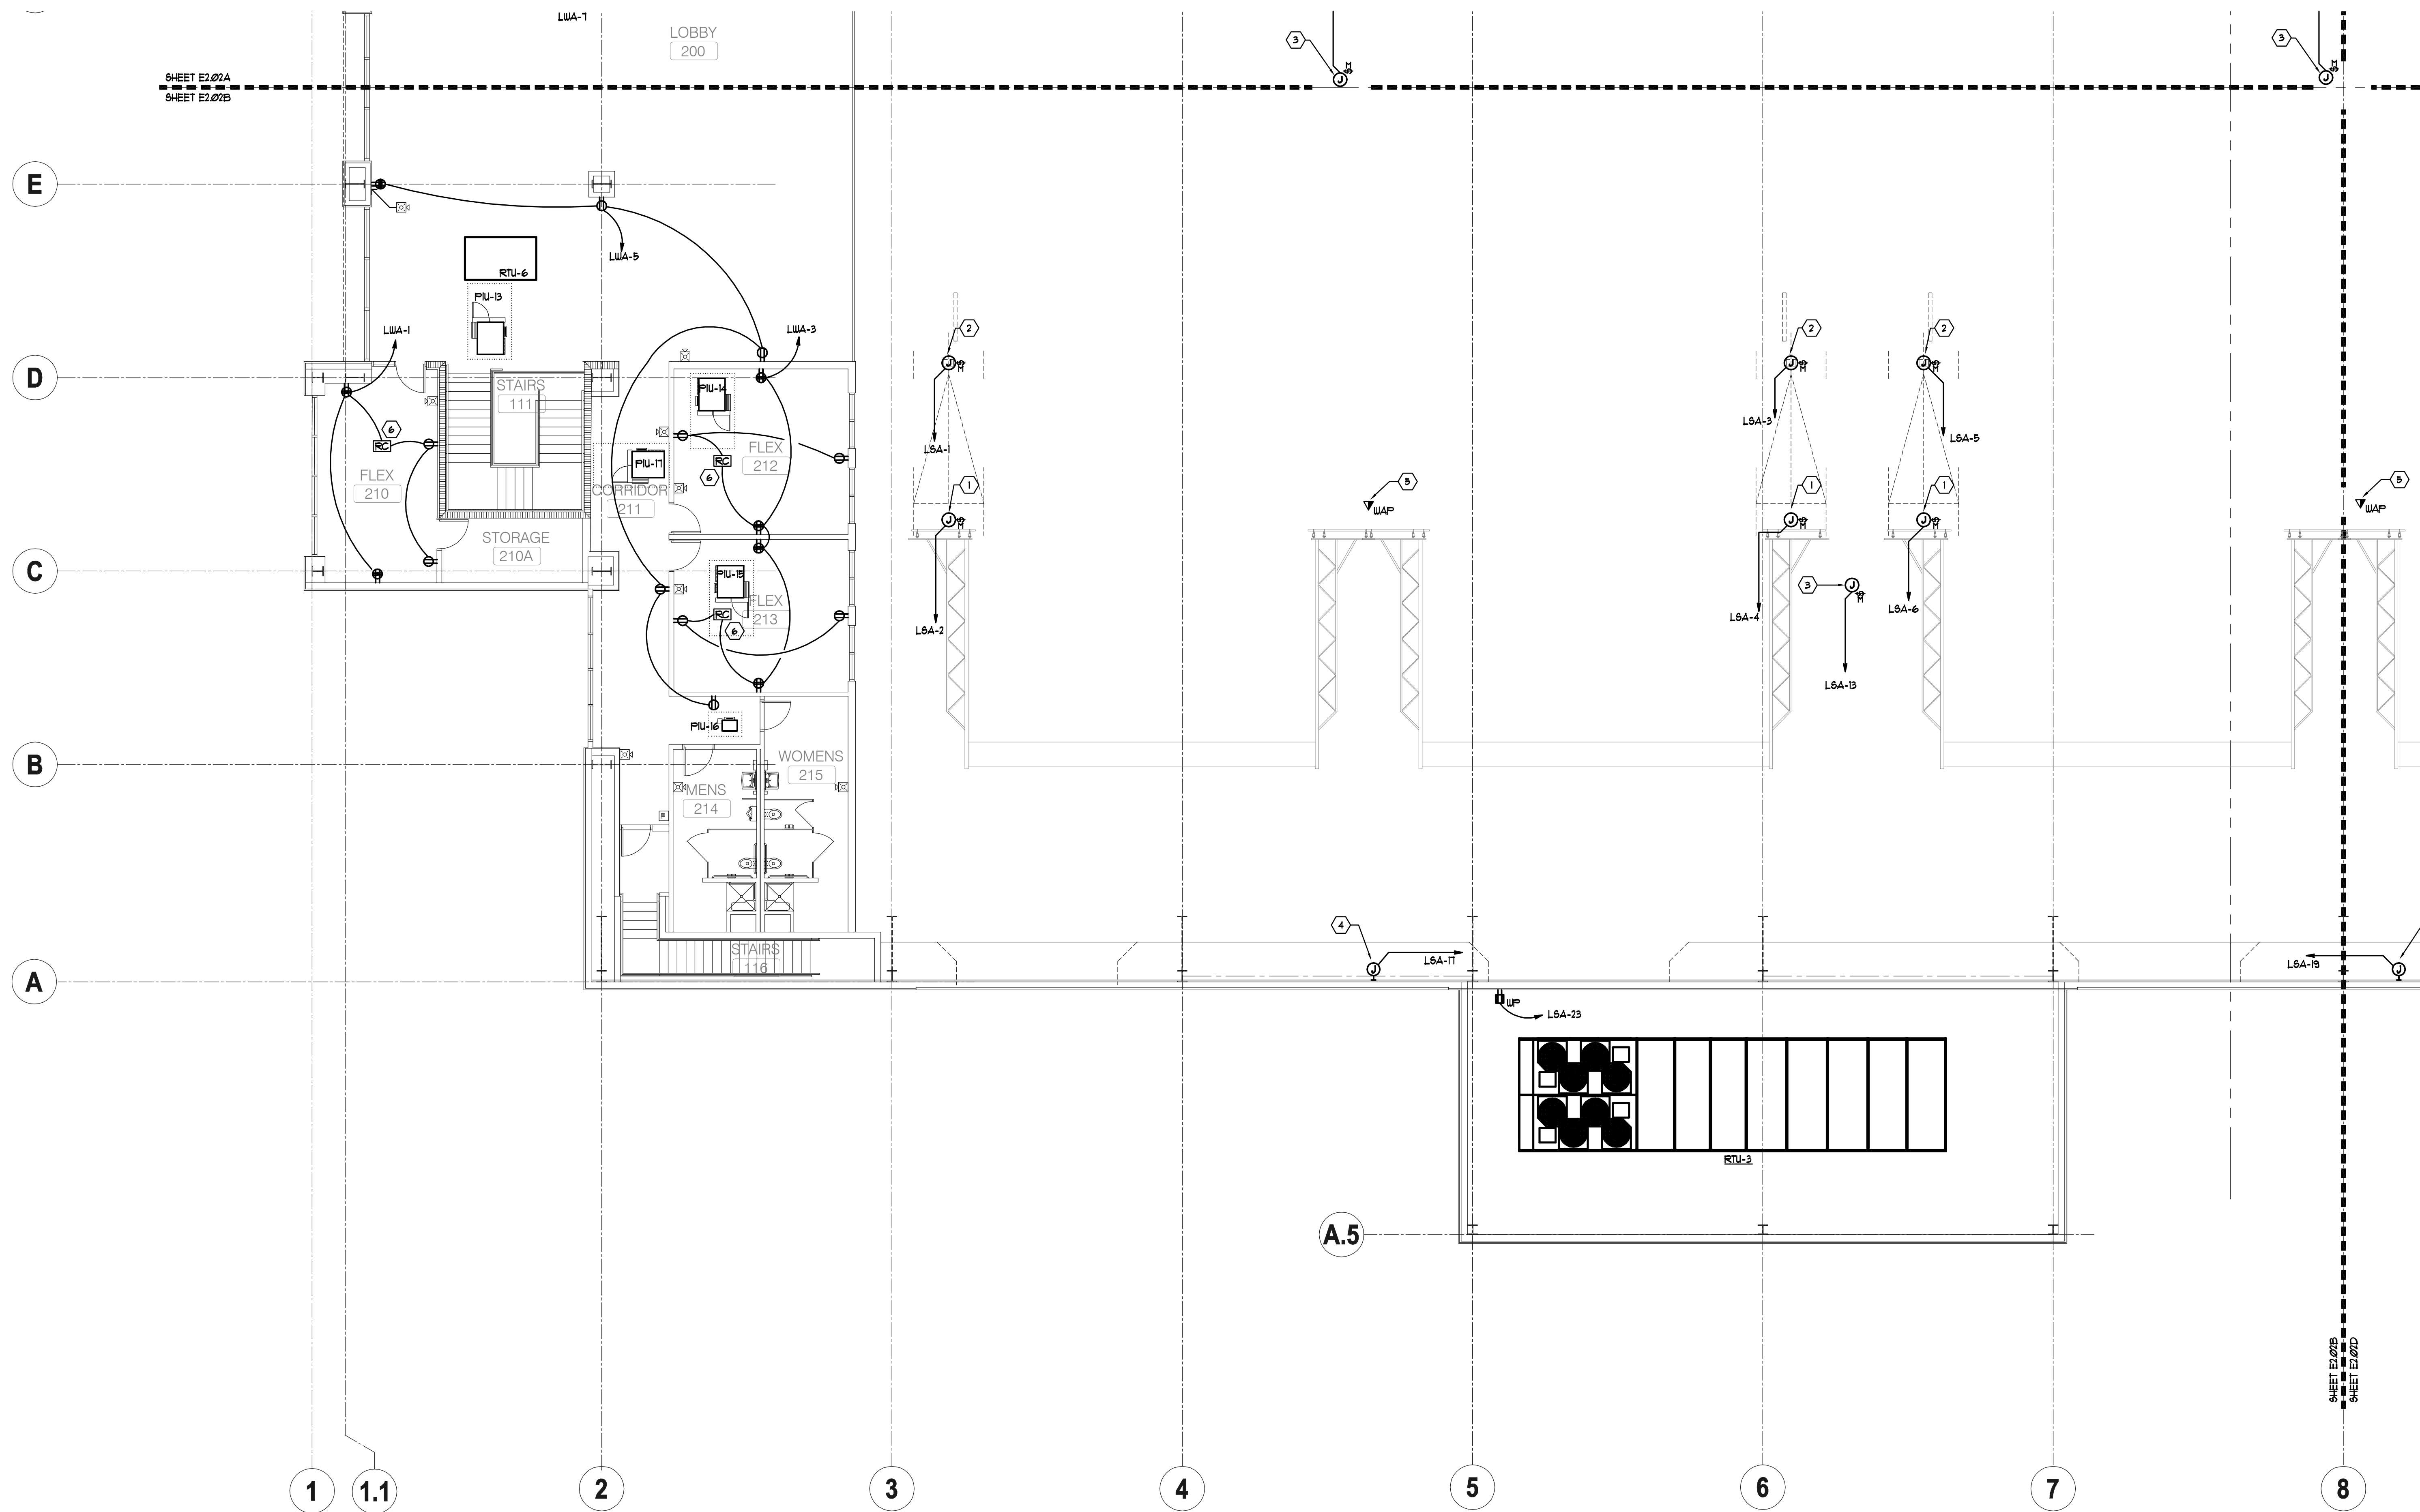 LWA-7
LOBBY
200
3
J
S
M
3
J
S
M
SHEET E2.02A
SHEET E2.02B
E
LWA-5
RTU-6
PIU-13
LWA-1
LWA-3
2
2
2
J
S
M
J
S
M
J
S
M
D
STAIRS
111
PIU-14
LSA-3
LSA-5
LSA-1
6
RC
FLEX
212
RC
6
PIU-17
FLEX
210
CORRIDOR
211
5
WAP
5
WAP
1
1
1
J
S
M
J
S
M
J
S
M
STORAGE
210A
C
PIU-15
FLEX
213
RC
6
LSA-2
3
J
S
M
LSA-4
LSA-6
LSA-13
PIU-16
B
WOMENS
215
MENS
214
F
STAIRS
116
4
J
LSA-17
LSA-19
J
A
WP
LSA-23
RTU-3
A.5
SHEET E2.02B
SHEET E2.02D
1
1.1
2
3
4
5
6
7
8